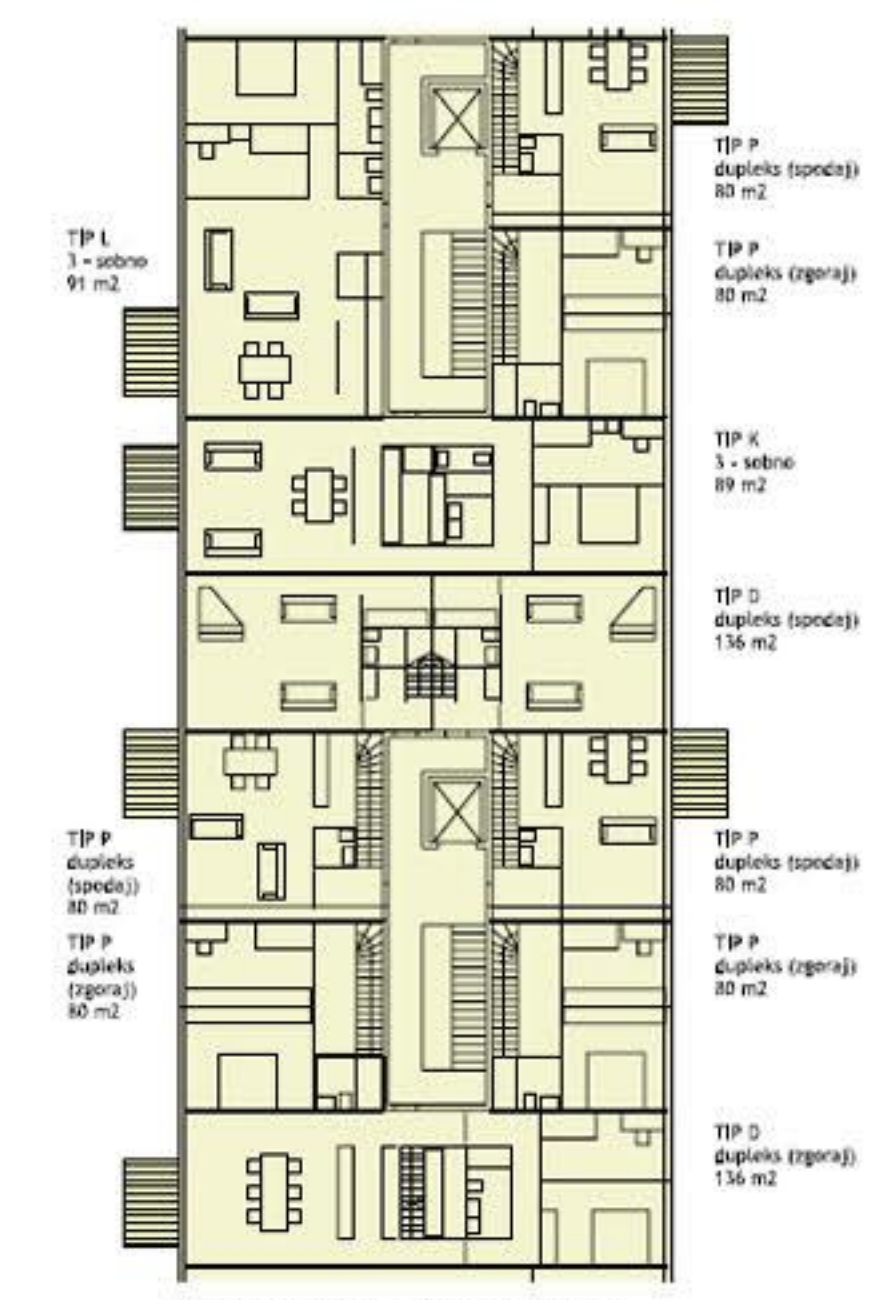 TIP P
dupleks (spodaj)
80 m2
TIP L
3 - sobno
91 m2
TIP P
dupleks (zgoraj)
80 m2
TIP K
3 - sobno
89 m2
TIP D
dupleks (spodaj)
136 m2
TIP P
dupleks
(spodaj)
80 m2
TIP P
dupleks (spodaj)
80 m2
TIP P
dupleks
(zgoraj)
80 m2
TIP P
dupleks (zgoraj)
80 m2
TIP D
dupleks (zgoraj)
136 m2